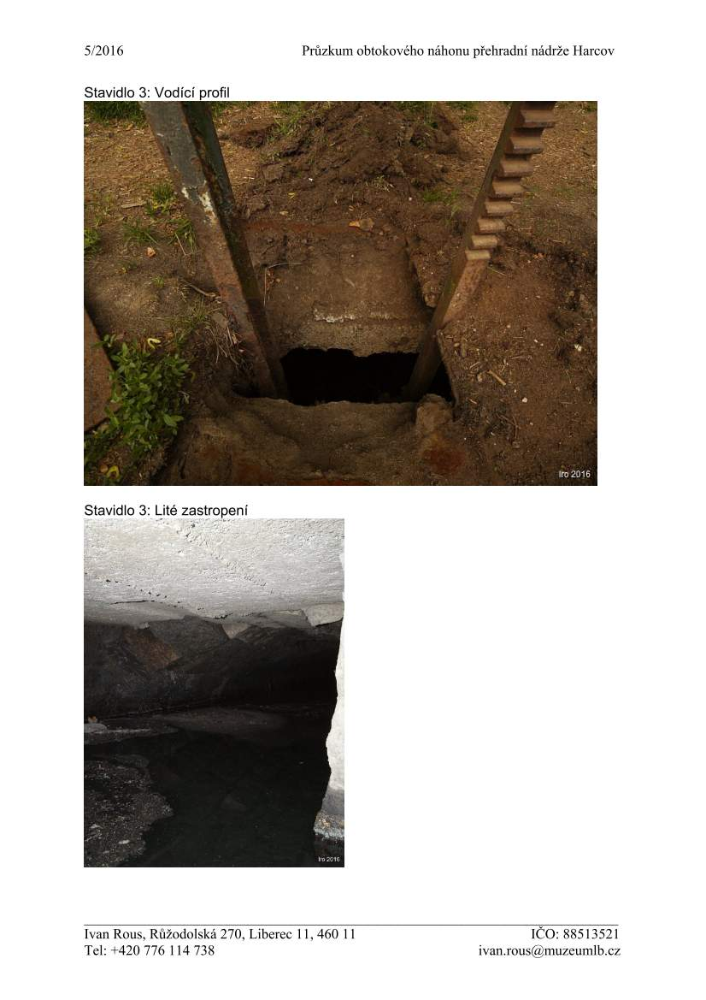 5/2016 Průzkum obtokového náhonu přehradní nádrže Harcov
Stavidlo 3: Vodící profil
Iro 2016
Stavidlo 3: Lité zastropení
Iro 2016
Ivan Rous, Růžodolská 270, Liberec 11, 460 11 IČO: 88513521
Tel: +420 776 114 738 ivan.rous@muzeumlb.cz